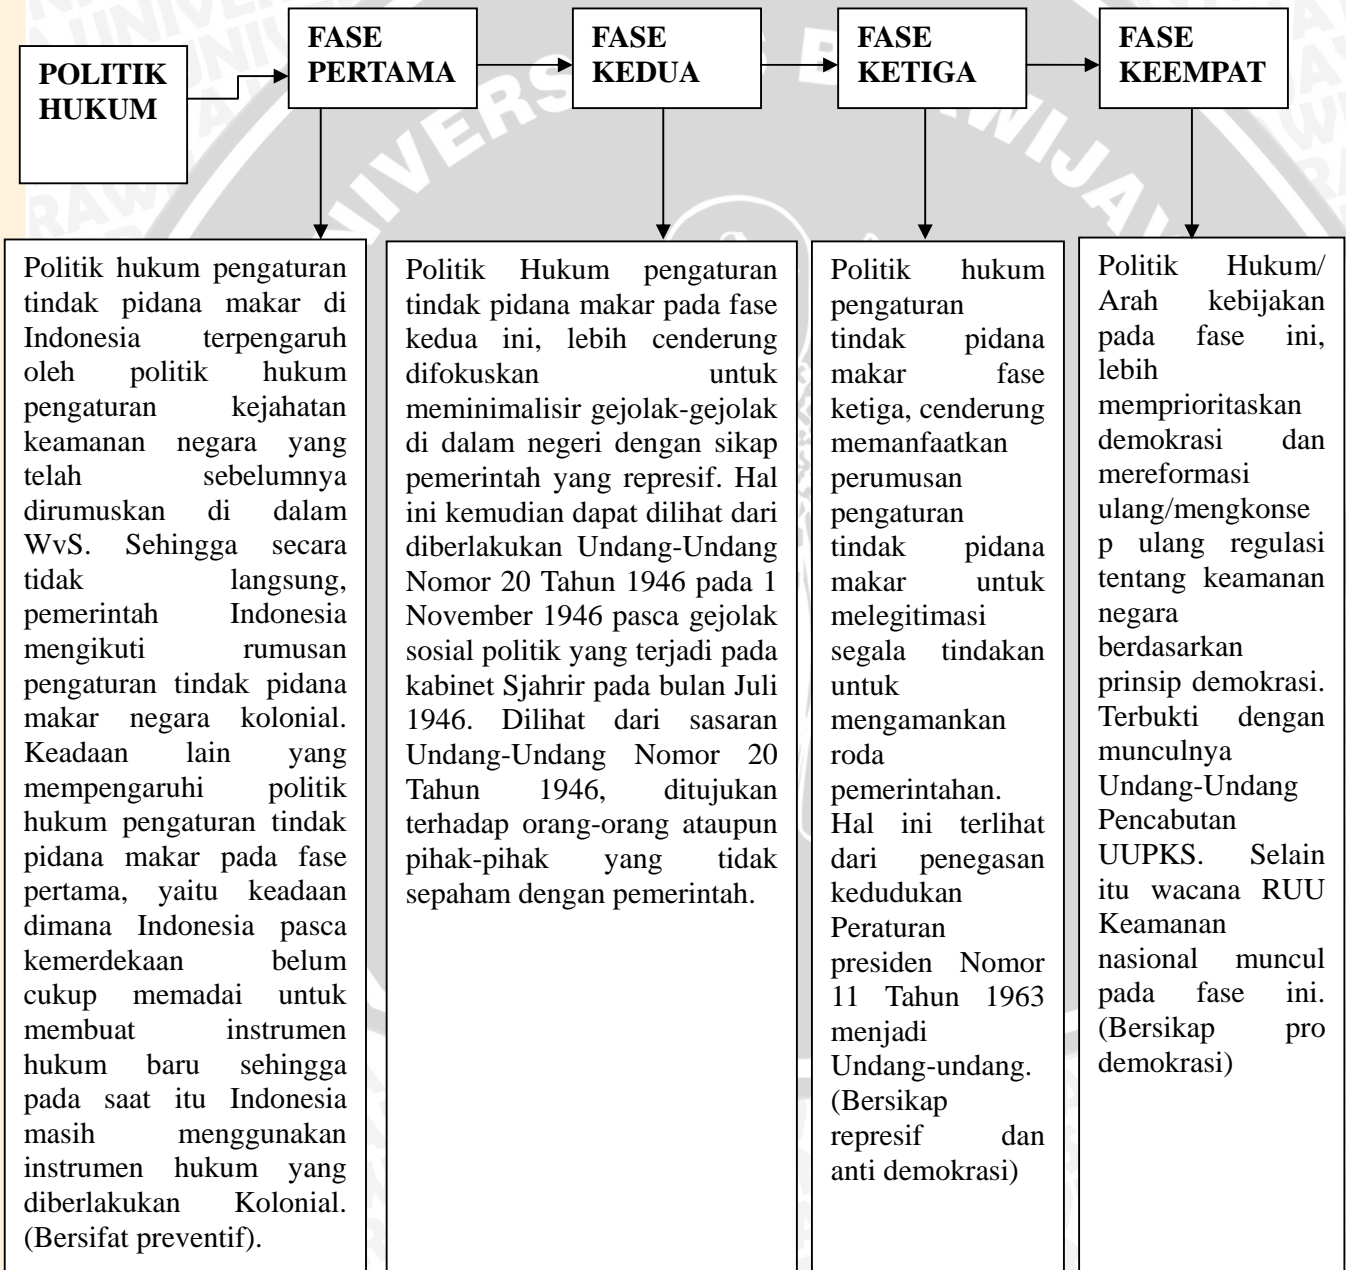 POLITIK
HUKUM
FASE
PERTAMA
FASE
KEDUA
FASE
KETIGA
FASE
KEEMPAT
Politik hukum pengaturan
tindak pidana makar di
Indonesia terpengaruh
oleh politik hukum
pengaturan kejahatan
keamanan negara yang
telah sebelumnya
dirumuskan di dalam
WvS. Sehingga secara
tidak langsung,
pemerintah Indonesia
mengikuti rumusan
pengaturan tindak pidana
makar negara kolonial.
Keadaan lain yang
mempengaruhi politik
hukum pengaturan tindak
pidana makar pada fase
pertama, yaitu keadaan
dimana Indonesia pasca
kemerdekaan belum
cukup memadai untuk
membuat instrumen
hukum baru sehingga
pada saat itu Indonesia
masih menggunakan
instrumen hukum yang
diberlakukan Kolonial.
(Bersifat preventif).
Politik Hukum pengaturan
tindak pidana makar pada fase
kedua ini, lebih cenderung
difokuskan untuk
meminimalisir gejolak-gejolak
di dalam negeri dengan sikap
pemerintah yang represif. Hal
ini kemudian dapat dilihat dari
diberlakukan Undang-Undang
Nomor 20 Tahun 1946 pada 1
November 1946 pasca gejolak
sosial politik yang terjadi pada
kabinet Sjahrir pada bulan Juli
1946. Dilihat dari sasaran
Undang-Undang Nomor 20
Tahun 1946, ditujukan
terhadap orang-orang ataupun
pihak-pihak yang tidak
sepaham dengan pemerintah.
Politik hukum
pengaturan
tindak pidana
makar fase
ketiga, cenderung
memanfaatkan
perumusan
pengaturan
tindak pidana
makar untuk
melegitimasi
segala tindakan
untuk
mengamankan
roda
pemerintahan.
Hal ini terlihat
dari penegasan
kedudukan
Peraturan
presiden Nomor
11 Tahun 1963
menjadi
Undang-undang.
(Bersikap
represif dan
anti demokrasi)
Politik Hukum/
Arah kebijakan
pada fase ini,
lebih
memprioritaskan
demokrasi dan
mereformasi
ulang/mengkonse
p ulang regulasi
tentang keamanan
negara
berdasarkan
prinsip demokrasi.
Terbukti dengan
munculnya
Undang-Undang
Pencabutan
UUPKS. Selain
itu wacana RUU
Keamanan
nasional muncul
pada fase ini.
(Bersikap pro
demokrasi)